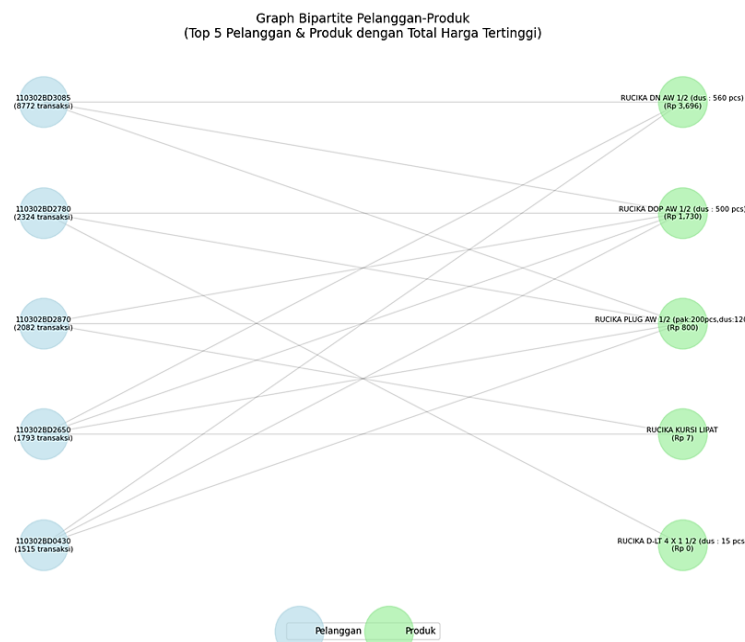 Graph Bipartite Pelanggan-Produk
(Top 5 Pelanggan & Produk dengan Total Harga Tertinggi)
110302BD3085
(8772 transaksi)
RUCIKA DN AW 1/2 (dus : 560 pcs)
(Rp 3,696)
110302BD2780
(2324 transaksi)
RUCIKA DOP AW 1/2 (dus : 500 pcs)
(Rp 1,730)
110302BD2870
(2082 transaksi)
RUCIKA PLUG AW 1/2 (pak:200pcs,dus:120
(Rp 800)
110302BD2650
(1793 transaksi)
RUCIKA KURSI LIPAT
(Rp 7)
110302BD0430
(1515 transaksi)
RUCIKA D-LT 4 X 1 1/2 (dus : 15 pcs
(Rp 0)
Pelanggan
Produk